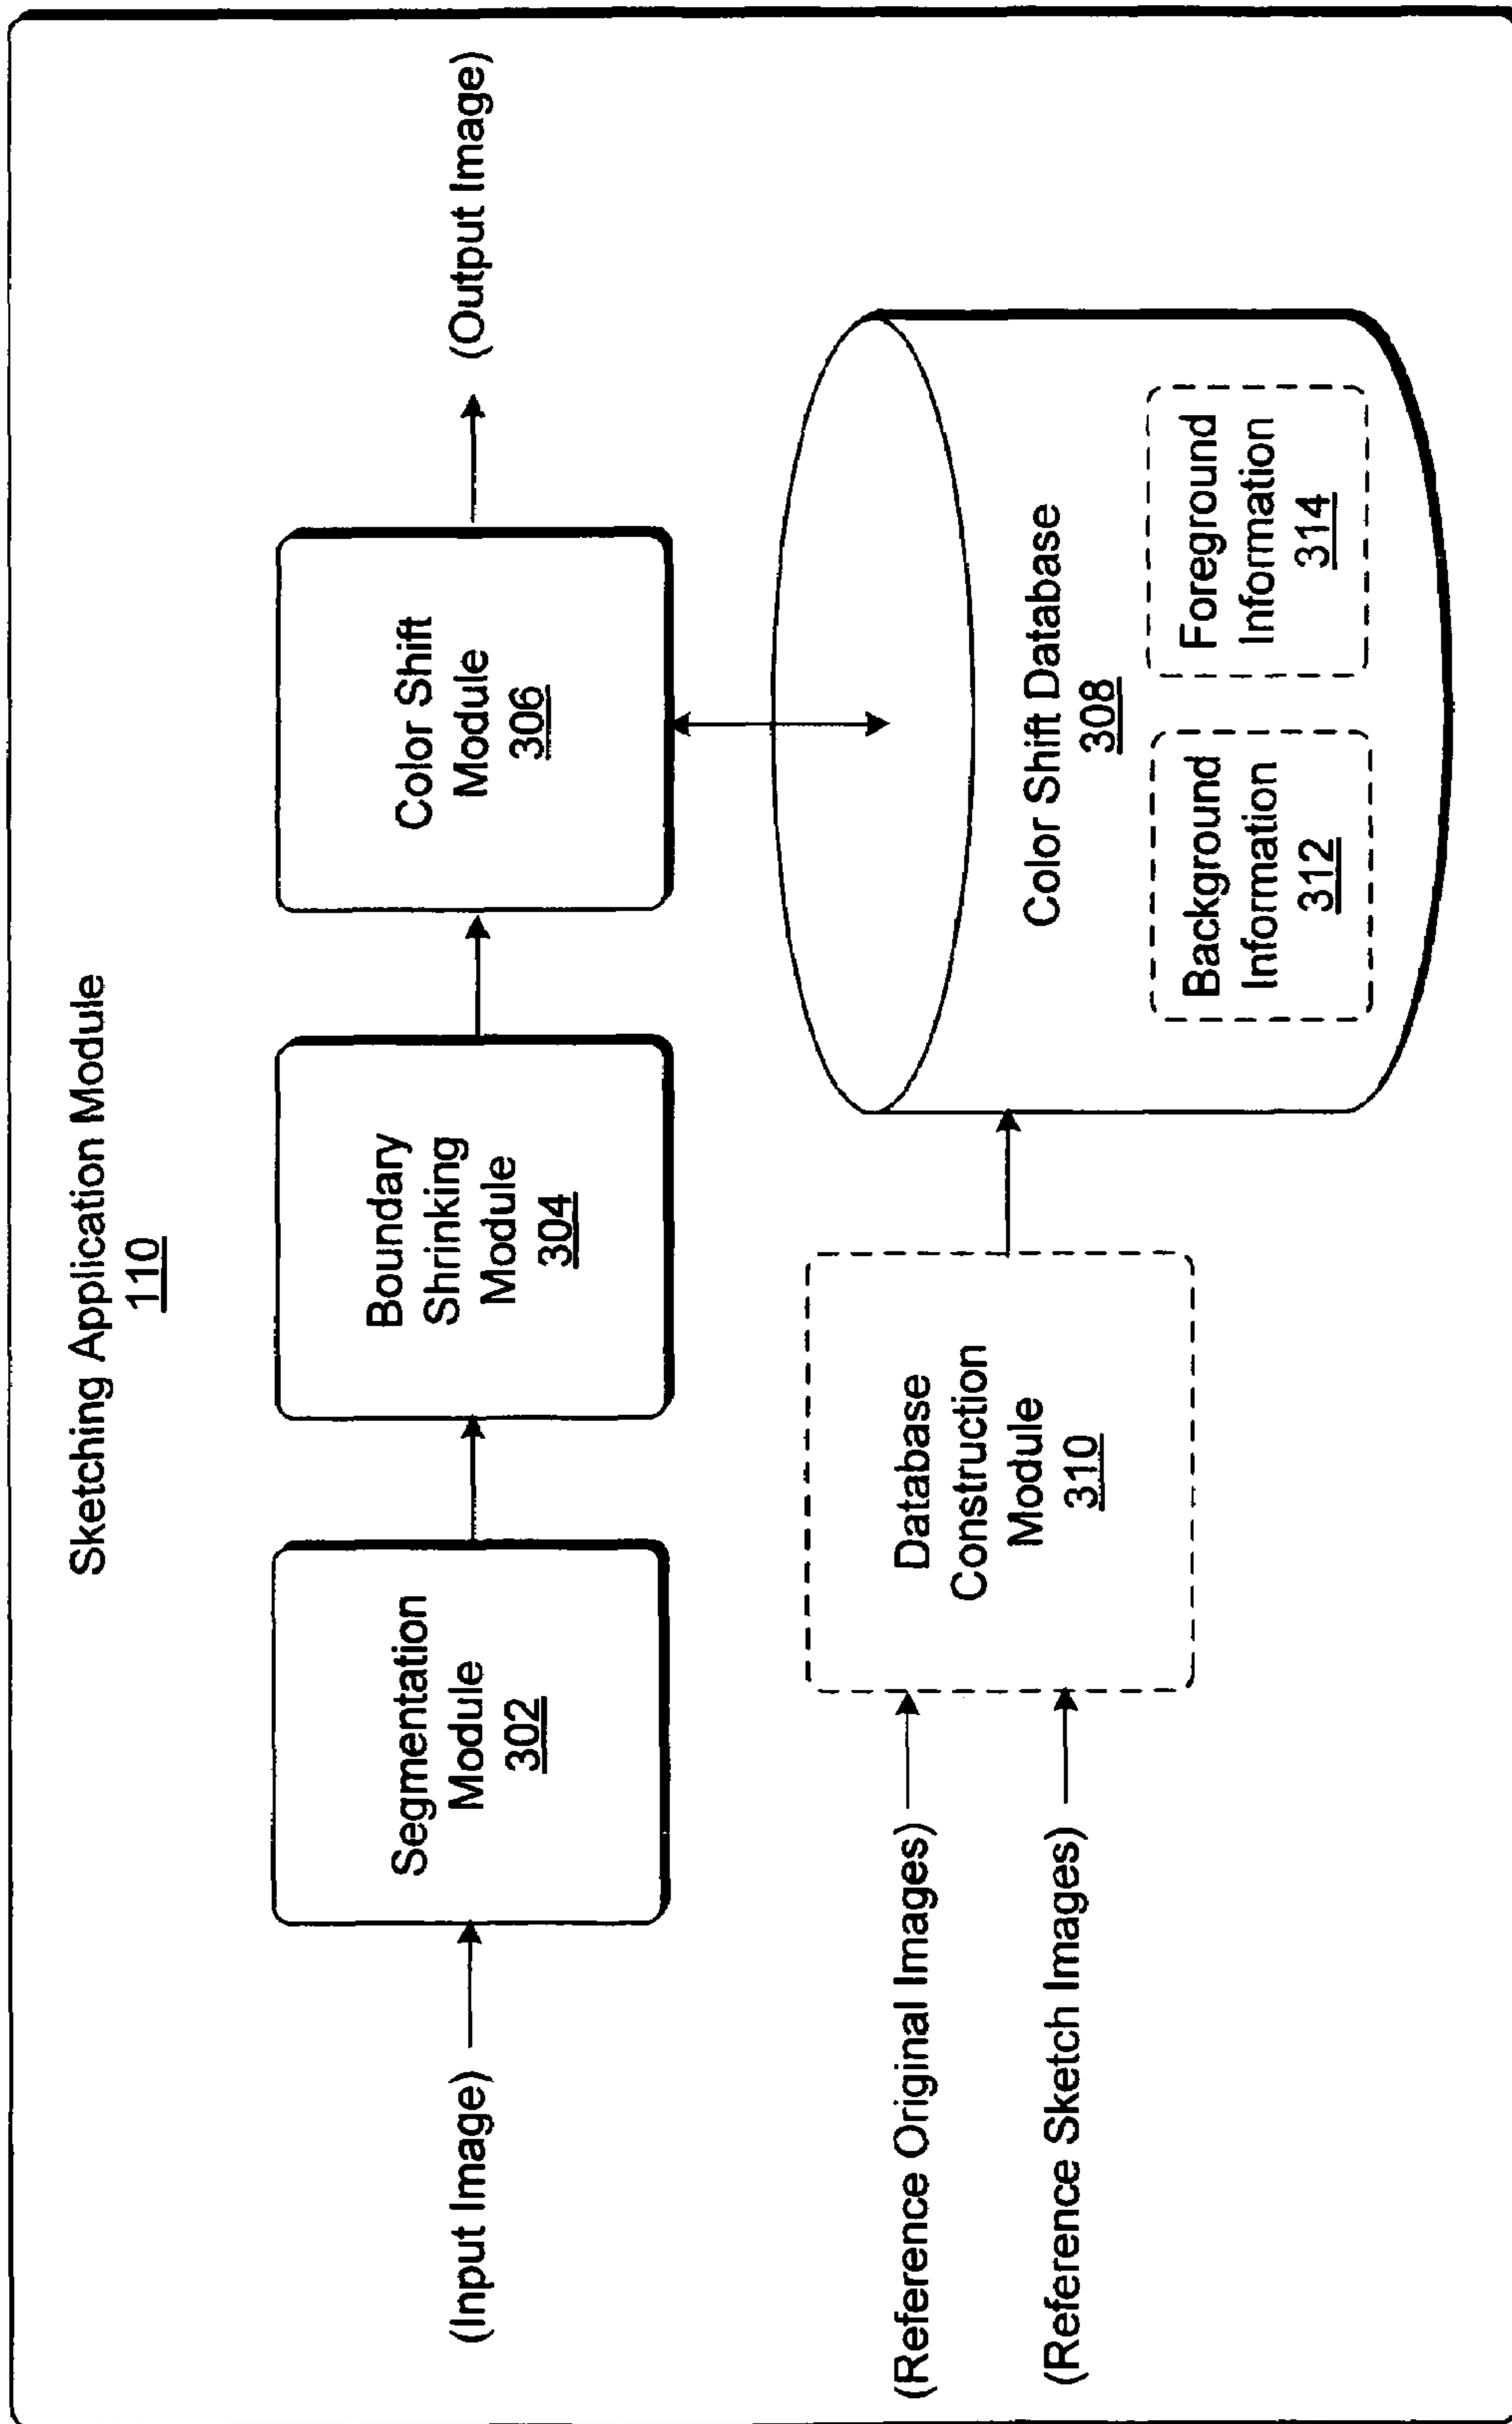 Sketching Application Module
110
(Input Image)
Segmentation
Module
302
Boundary
Shrinking
Module
304
Color Shift
Module
306
(Output Image)
(Reference Original Images)
(Reference Sketch Images)
Database
Construction
Module
310
Color Shift Database
308
Background
Information
312
Foreground
Information
314